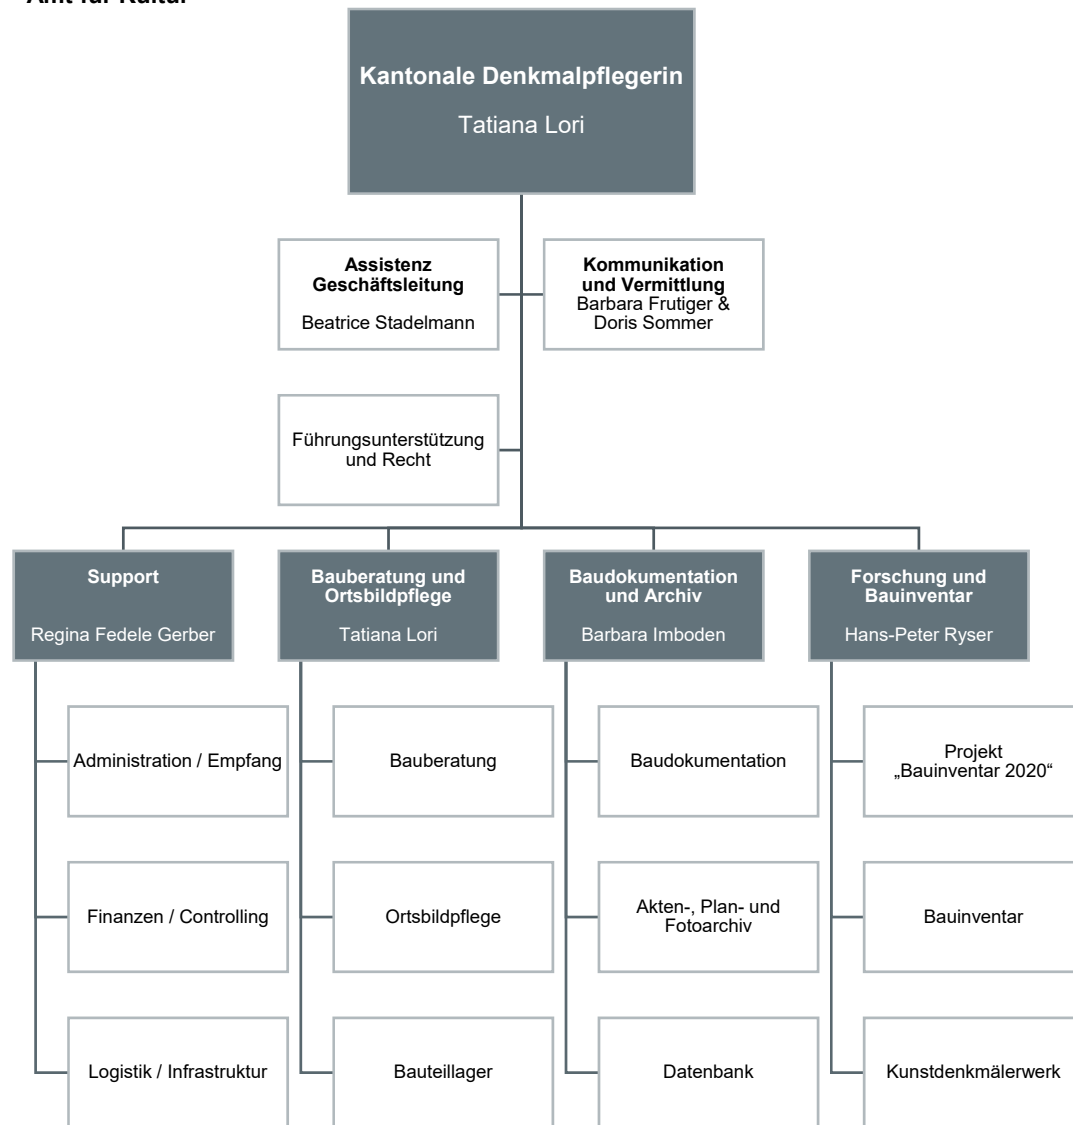 Amt für Kultur
Kantonale Denkmalpflegerin
Tatiana Lori
Assistenz
Geschäftsleitung
Beatrice Stadelmann
Kommunikation
und Vermittlung
Barbara Frutiger &
Doris Sommer
Führungsunterstützung
und Recht
Support
Regina Fedele Gerber
Bauberatung und
Ortsbildpflege
Tatiana Lori
Baudokumentation
und Archiv
Barbara Imboden
Forschung und
Bauinventar
Hans-Peter Ryser
Administration / Empfang
Finanzen / Controlling
Logistik / Infrastruktur
Bauberatung
Ortsbildpflege
Bauteillager
Baudokumentation
Akten-, Plan- und
Fotoarchiv
Datenbank
Projekt
„Bauinventar 2020“
Bauinventar
Kunstdenkmälerwerk